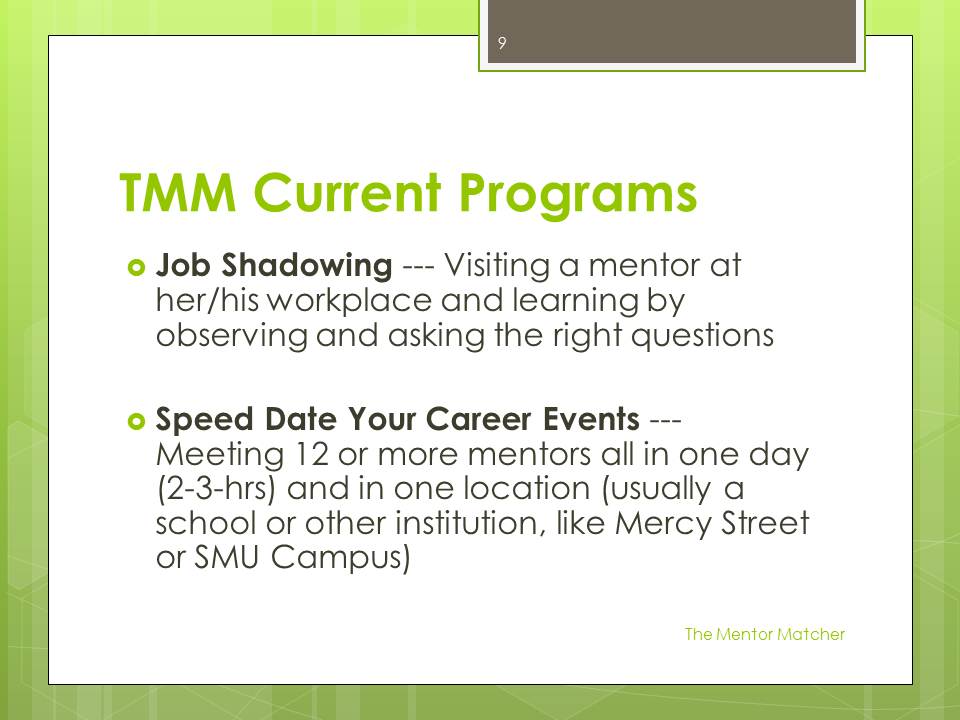 9
TMM Current Programs
Job Shadowing --- Visiting a mentor at
her/his workplace and learning by
observing and asking the right questions
Speed Date Your Career Events ---
Meeting 12 or more mentors all in one day
(2-3-hrs) and in one location (usually a
school or other institution, like Mercy Street
or SMU Campus)
The Mentor Matcher